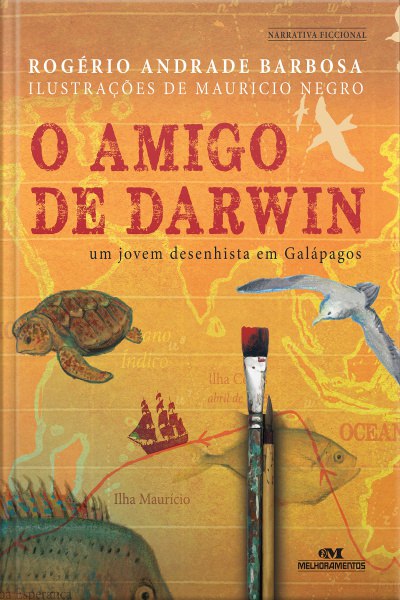 NARRATIVA FICCIONAL
ROGÉRIO ANDRADE BARBOSA
ILUSTRAÇÕES DE MAURICIO NEGRO
O AMIGO
DE DARWIN
um jovem desenhista em Galápagos
Índico
Ilha
abril de
OCEAN
Ilha Maurício
Esperança
MELHORAMENTOS